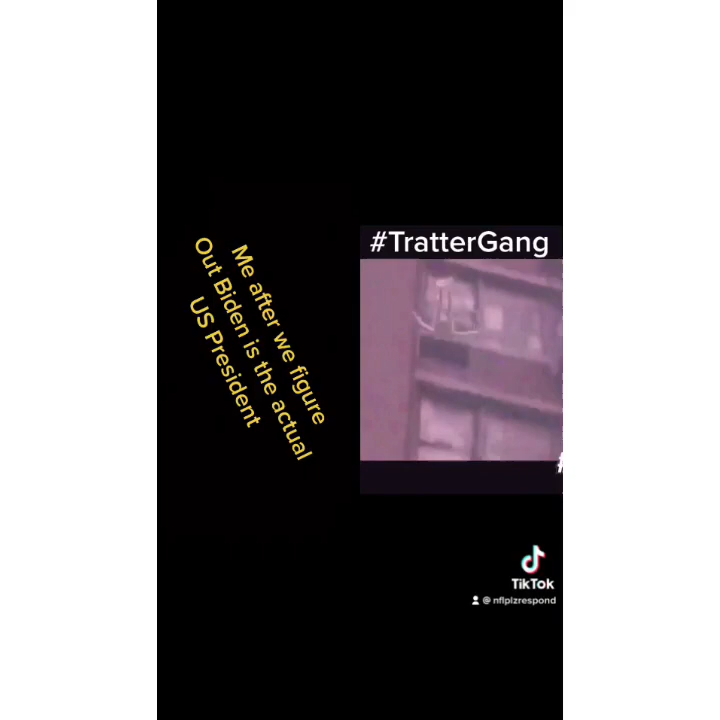 Me after we figure
Out Biden is the actual
US President
#TratterGang
#
TikTok
@ nflplzrespond